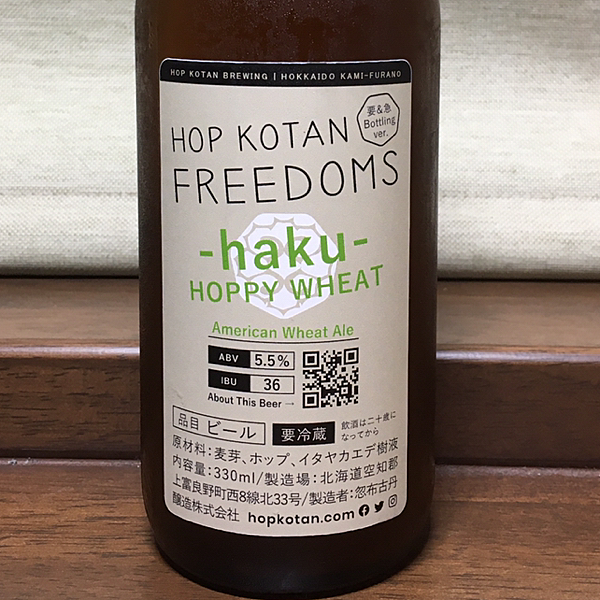 HOP KOTAN BREWING | HOKKAIDO KAMI-FURANO
要&急
Bottling
ver.
HOP KOTAN
FREEDOMS
-haku-
HOPPY WHEAT
American Wheat Ale
ABV 5.5%
IBU 36
About This Beer →
品目 ビール 要冷蔵 飲酒は二十歳に
なってから
原材料:麦芽、ホップ、イタヤカエデ樹液
内容量:330ml/製造場:北海道空知郡
上富良野町西8線北33号/製造者:忽布古丹
醸造株式会社 hopkotan.com